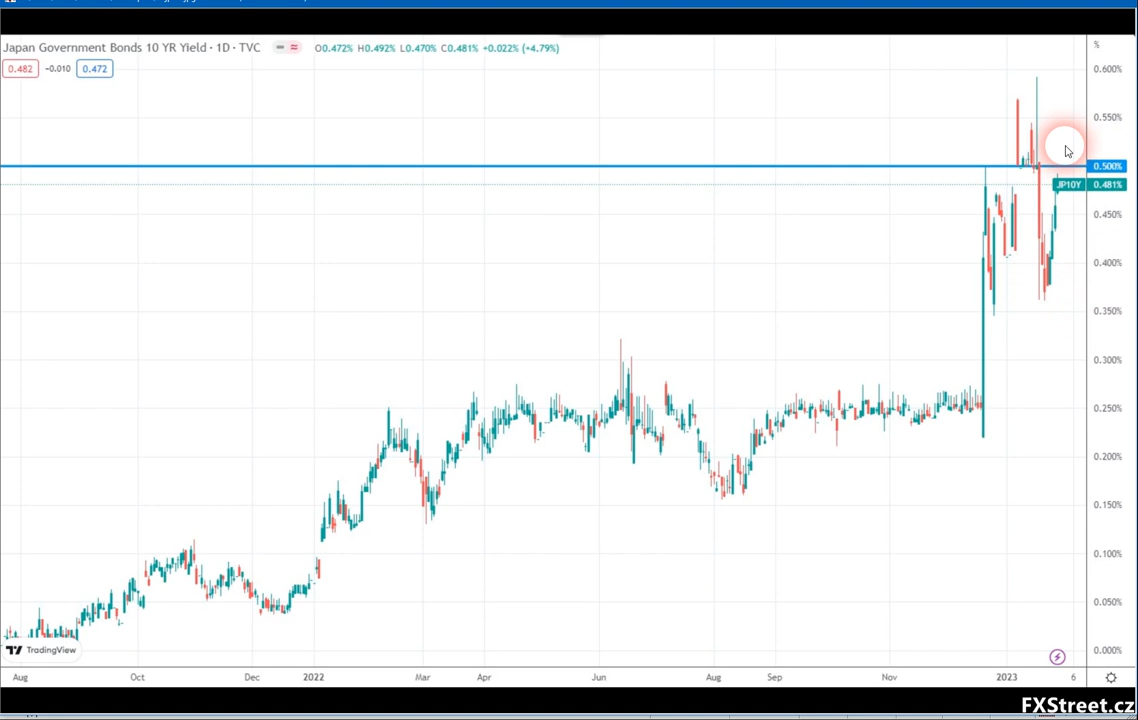 Japan Government Bonds 10 YR Yield · 1D · TVC O0.472% H0.492% L0.470% C0.481% +0.022% (+4.79%)
0.482 -0.010 0.472
%
0.600%
0.550%
0.500%
JP10Y 0.481%
0.450%
0.400%
0.350%
0.300%
0.250%
0.200%
0.150%
0.100%
0.050%
0.000%
TradingView
Aug Oct Dec 2022 Mar Apr Jun Aug Sep Nov 2023 6
FXStreet.cz